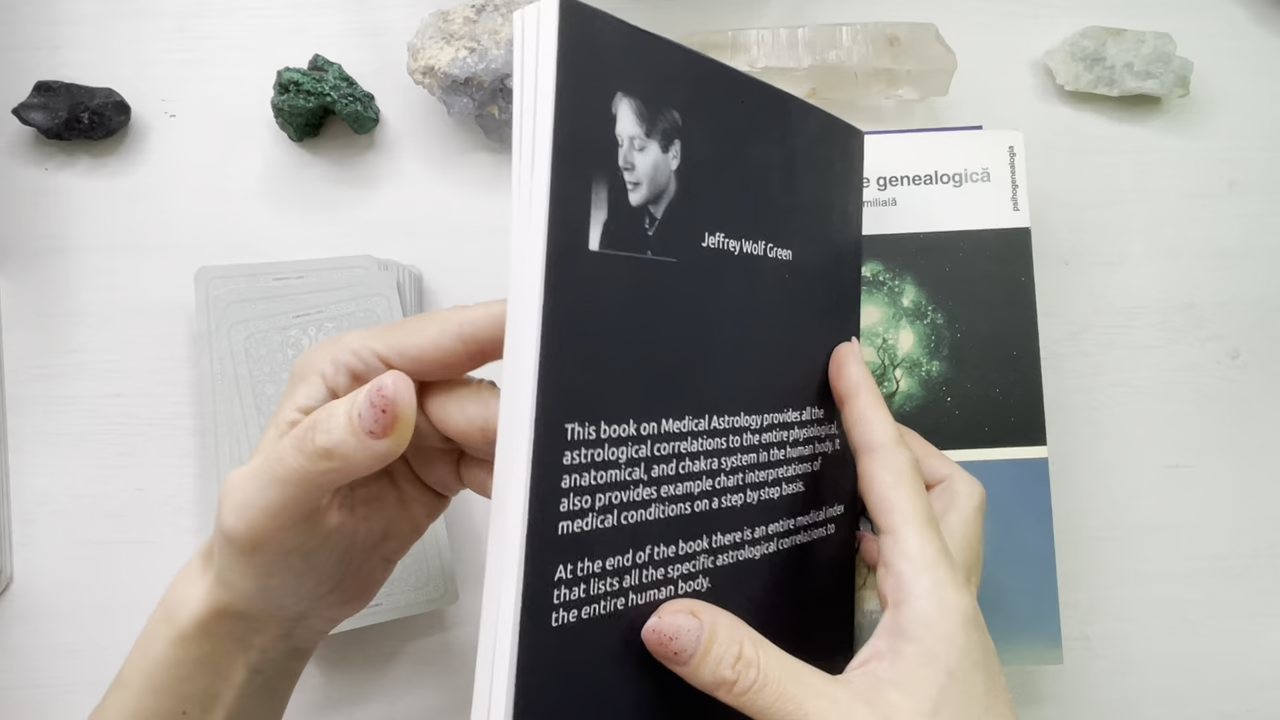 Jeffrey Wolf Green
This book on Medical Astrology provides all the
astrological correlations to the entire physiological,
anatomical, and chakra system in the human body. It
also provides example chart interpretations of
medical conditions on a step by step basis.
At the end of the book there is an entire medical index
that lists all the specific astrological correlations to
the entire human body.
e genealogică
milială
psihogenealogia